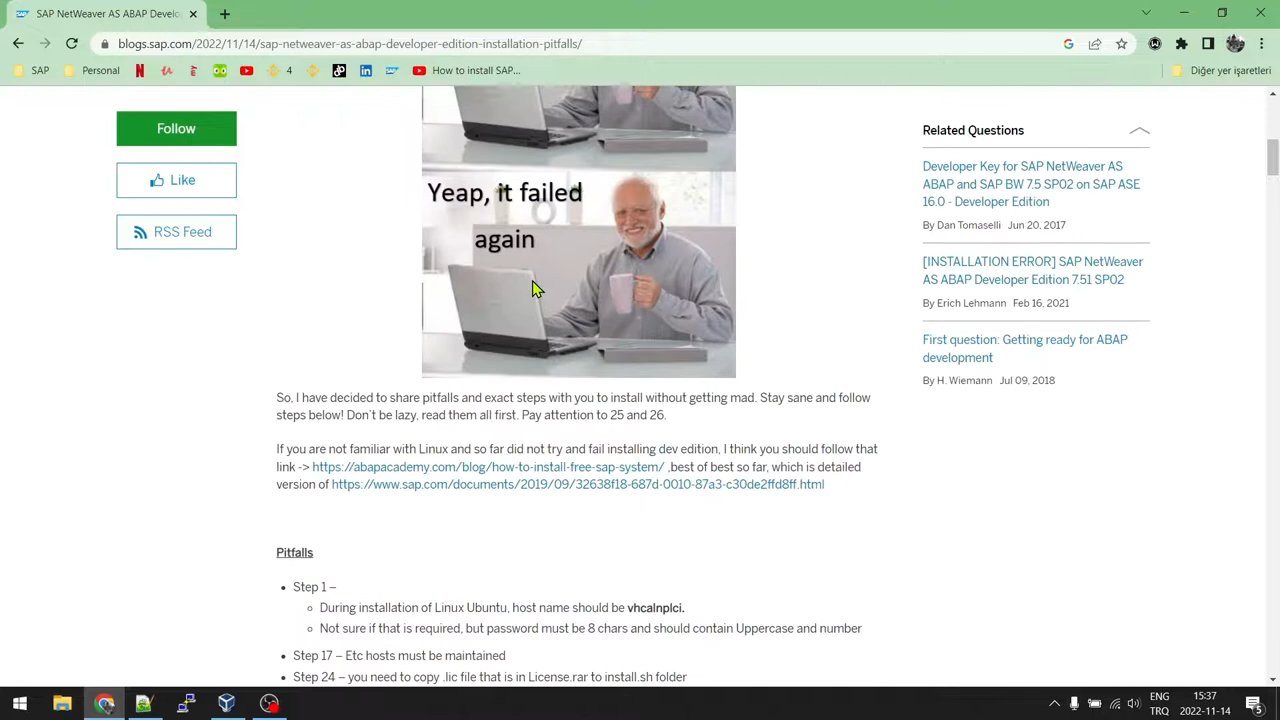 SAP NetWeaver AS ABAP Develo
blogs.sap.com/2022/11/14/sap-netweaver-as-abap-developer-edition-installation-pitfalls/
SAP
Personal
4
How to install SAP...
Diğer yer işaretleri
Follow
Like
RSS Feed
Yeap, it failed
again
So, I have decided to share pitfalls and exact steps with you to install without getting mad. Stay sane and follow
steps below! Don't be lazy, read them all first. Pay attention to 25 and 26.
If you are not familiar with Linux and so far did not try and fail installing dev edition, I think you should follow that
link -> https://abapacademy.com/blog/how-to-install-free-sap-system/ ,best of best so far, which is detailed
version of https://www.sap.com/documents/2019/09/32638f18-687d-0010-87a3-c30de2ffd8ff.html
Pitfalls
Step 1 –
During installation of Linux Ubuntu, host name should be vhcalnplci.
Not sure if that is required, but password must be 8 chars and should contain Uppercase and number
Step 17 – Etc hosts must be maintained
Step 24 – you need to copy .lic file that is in License.rar to install.sh folder
Related Questions
Developer Key for SAP NetWeaver AS
ABAP and SAP BW 7.5 SP02 on SAP ASE
16.0 - Developer Edition
By Dan Tomaselli Jun 20, 2017
[INSTALLATION ERROR] SAP NetWeaver
AS ABAP Developer Edition 7.51 SP02
By Erich Lehmann Feb 16, 2021
First question: Getting ready for ABAP
development
By H. Wiemann Jul 09, 2018
ENG
TRQ
15:37
2022-11-14
5